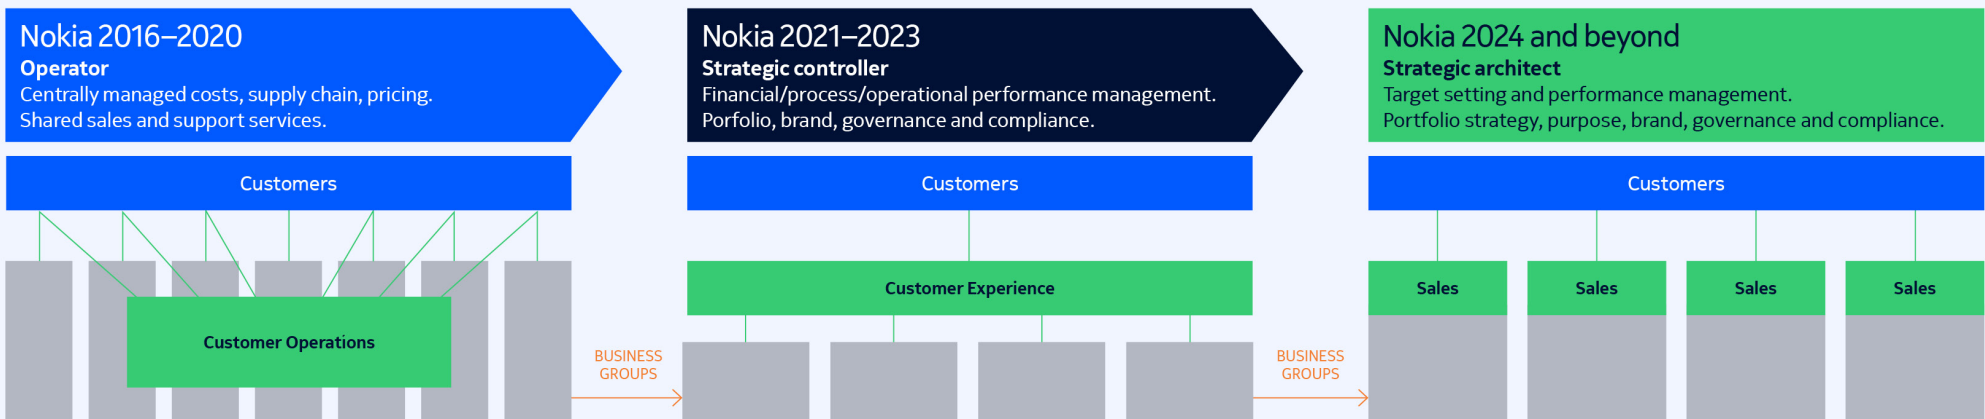 Nokia 2016–2020
Operator
Centrally managed costs, supply chain, pricing.
Shared sales and support services.
Customers
Customer Operations
BUSINESS
GROUPS
Nokia 2021–2023
Strategic controller
Financial/process/operational performance management.
Porfolio, brand, governance and compliance.
Customers
Customer Experience
BUSINESS
GROUPS
Nokia 2024 and beyond
Strategic architect
Target setting and performance management.
Portfolio strategy, purpose, brand, governance and compliance.
Customers
Sales
Sales
Sales
Sales